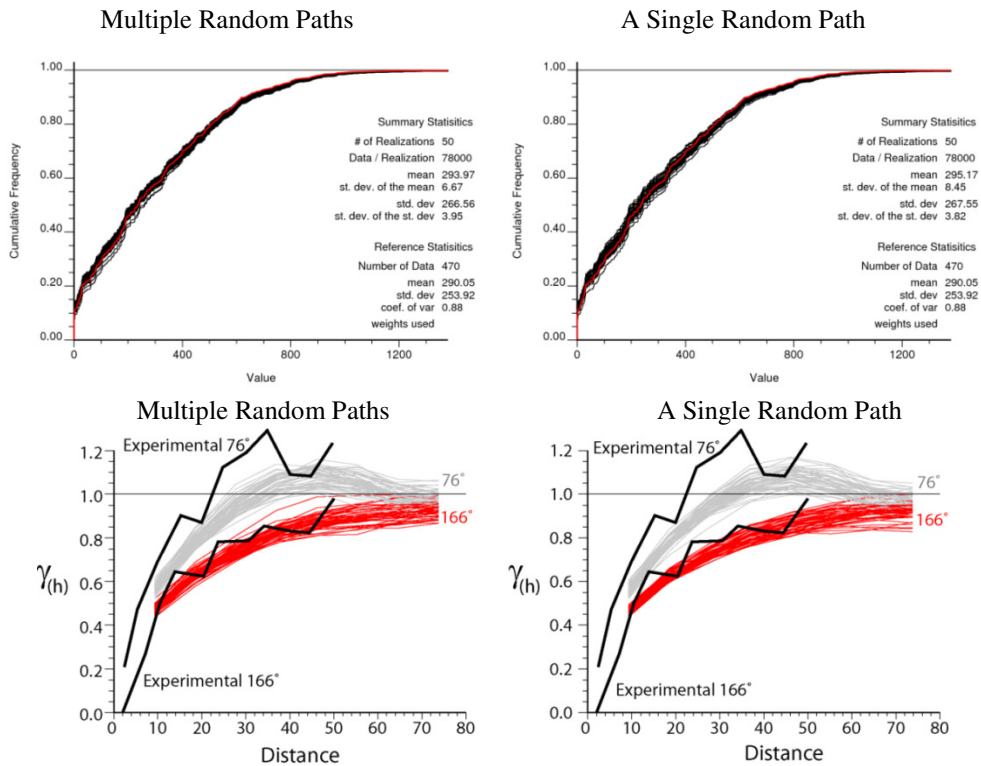 Multiple Random Paths
A Single Random Path
1.00
0.80
0.60
0.40
0.20
0.00
Cumulative Frequency
0
400
800
1200
Value
Summary Statisitics
# of Realizations 50
Data / Realization 78000
mean 293.97
st. dev. of the mean 6.67
std. dev 266.56
st. dev. of the st. dev 3.95
Reference Statisitics
Number of Data 470
mean 290.05
std. dev 253.92
coef. of var 0.88
weights used
1.00
0.80
0.60
0.40
0.20
0.00
Cumulative Frequency
0
400
800
1200
Value
Summary Statisitics
# of Realizations 50
Data / Realization 78000
mean 295.17
st. dev. of the mean 8.45
std. dev 267.55
st. dev. of the st. dev 3.82
Reference Statisitics
Number of Data 470
mean 290.05
std. dev 253.92
coef. of var 0.88
weights used
Multiple Random Paths
A Single Random Path
1.2
1.0
0.8
0.6
0.4
0.2
0.0
γ(h)
Experimental 76°
76°
166°
Experimental 166°
0
10
20
30
40
50
60
70
80
Distance
1.2
1.0
0.8
0.6
0.4
0.2
0.0
γ(h)
Experimental 76°
76°
166°
Experimental 166°
0
10
20
30
40
50
60
70
80
Distance